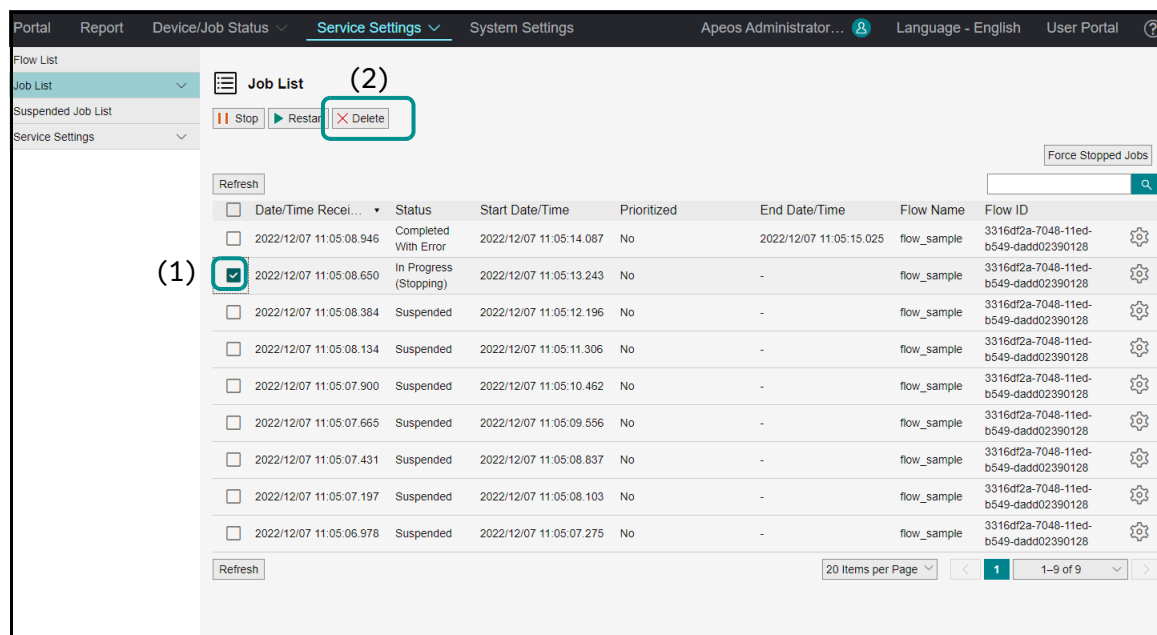 Portal Report Device/Job Status Service Settings System Settings Apeos Administrator... Language - English User Portal ?
Flow List
Job List
Suspended Job List
Service Settings
Job List
(2)
Stop Restar Delete
Force Stopped Jobs
Refresh
Date/Time Recei... Status Start Date/Time Prioritized End Date/Time Flow Name Flow ID
2022/12/07 11:05:08.946 Completed With Error 2022/12/07 11:05:14.087 No 2022/12/07 11:05:15.025 flow_sample 3316df2a-7048-11ed-b549-dadd02390128
(1)
2022/12/07 11:05:08.650 In Progress (Stopping) 2022/12/07 11:05:13.243 No - flow_sample 3316df2a-7048-11ed-b549-dadd02390128
2022/12/07 11:05:08.384 Suspended 2022/12/07 11:05:12.196 No - flow_sample 3316df2a-7048-11ed-b549-dadd02390128
2022/12/07 11:05:08.134 Suspended 2022/12/07 11:05:11.306 No - flow_sample 3316df2a-7048-11ed-b549-dadd02390128
2022/12/07 11:05:07.900 Suspended 2022/12/07 11:05:10.462 No - flow_sample 3316df2a-7048-11ed-b549-dadd02390128
2022/12/07 11:05:07.665 Suspended 2022/12/07 11:05:09.556 No - flow_sample 3316df2a-7048-11ed-b549-dadd02390128
2022/12/07 11:05:07.431 Suspended 2022/12/07 11:05:08.837 No - flow_sample 3316df2a-7048-11ed-b549-dadd02390128
2022/12/07 11:05:07.197 Suspended 2022/12/07 11:05:08.103 No - flow_sample 3316df2a-7048-11ed-b549-dadd02390128
2022/12/07 11:05:06.978 Suspended 2022/12/07 11:05:07.275 No - flow_sample 3316df2a-7048-11ed-b549-dadd02390128
Refresh
20 Items per Page < 1 1–9 of 9 >